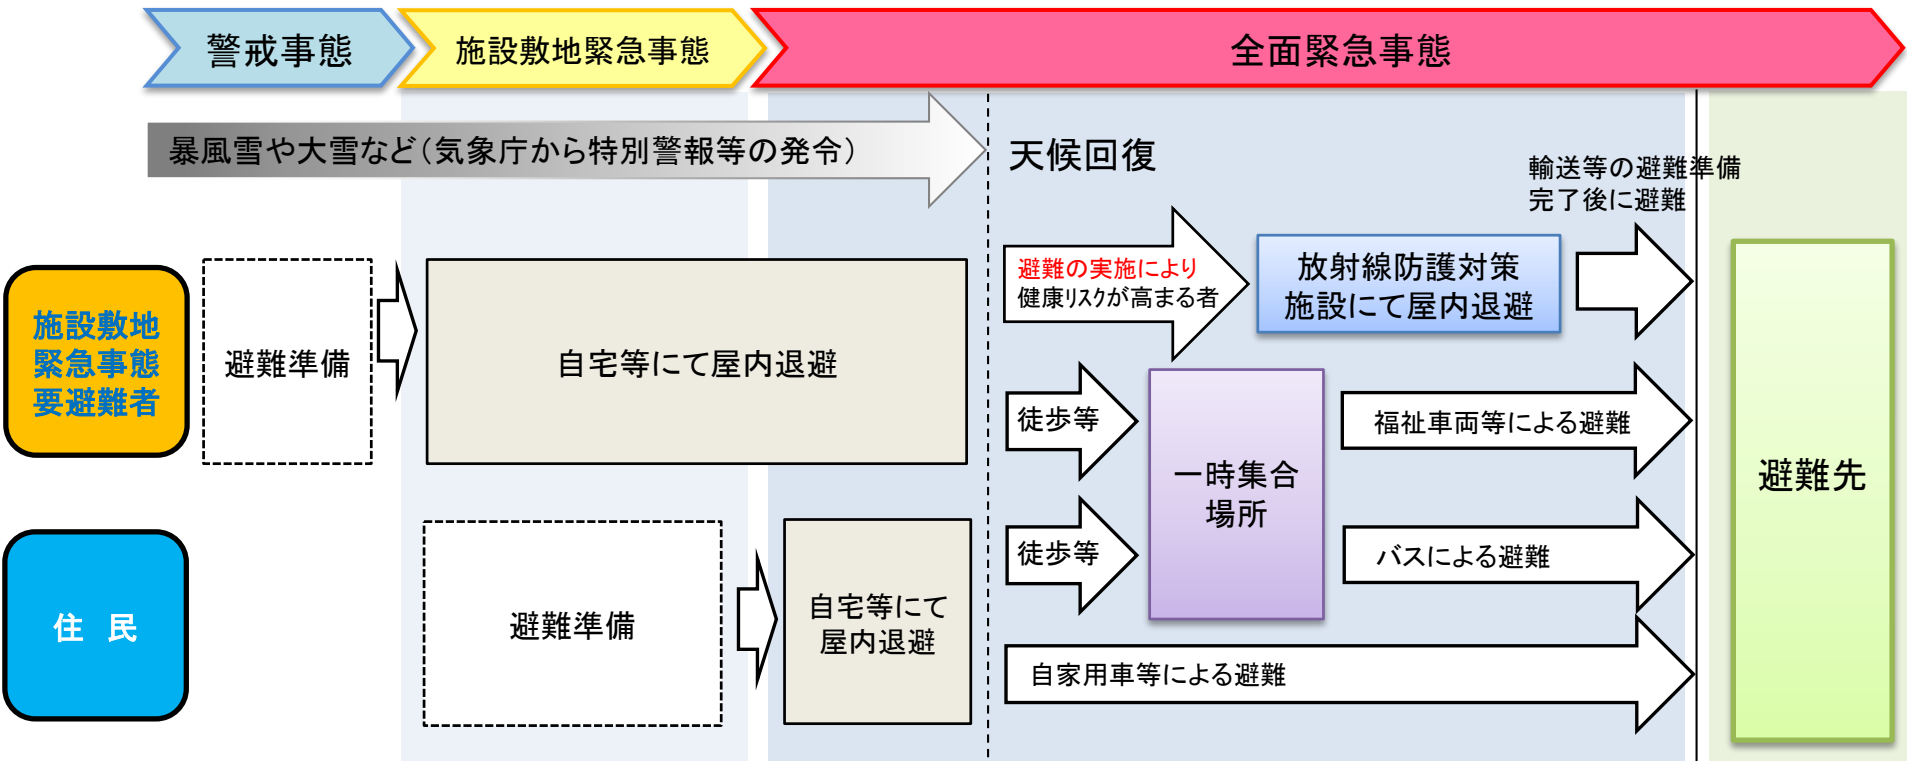 警戒事態
施設敷地緊急事態
全面緊急事態
暴風雪や大雪など（気象庁から特別警報等の発令）
天候回復
輸送等の避難準備
完了後に避難
施設敷地
緊急事態
要避難者
避難準備
自宅等にて屋内退避
避難の実施により
健康リスクが高まる者
放射線防護対策
施設にて屋内退避
徒歩等
一時集合
場所
福祉車両等による避難
避難先
住　民
避難準備
自宅等にて
屋内退避
徒歩等
バスによる避難
自家用車等による避難